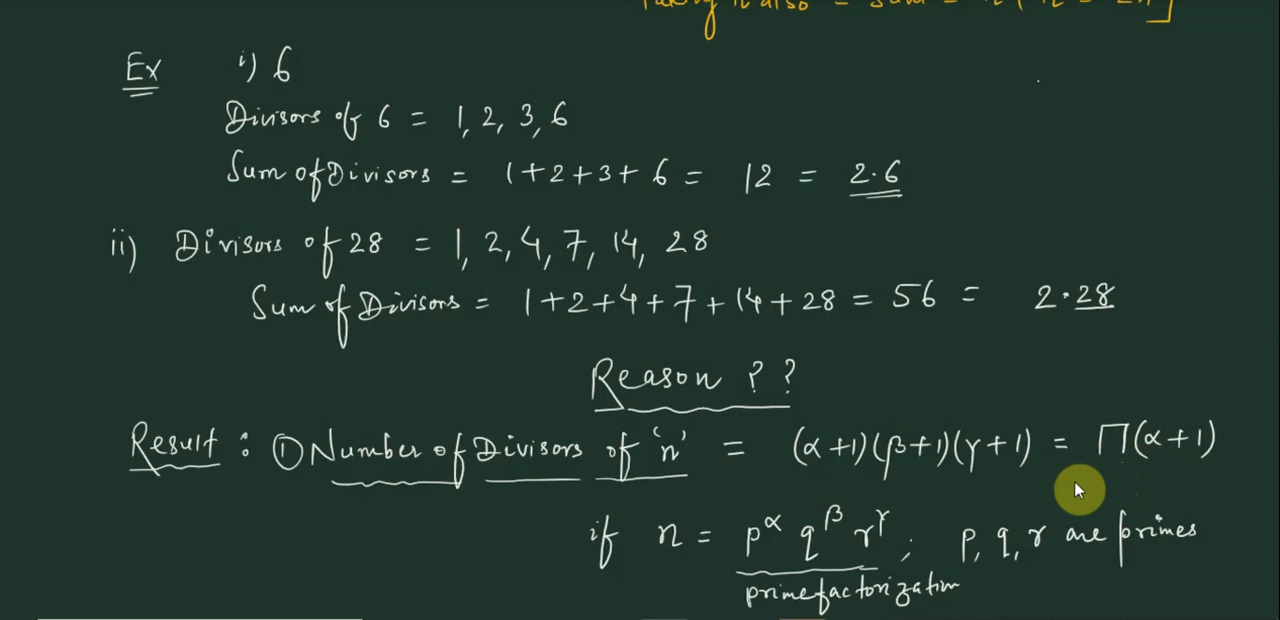 Ex i) 6
Divisors of 6 = 1, 2, 3, 6
Sum of Divisors = 1+2+3+6 = 12 = 2·6
ii) Divisors of 28 = 1, 2, 4, 7, 14, 28
Sum of Divisors = 1+2+4+7+14+28 = 56 = 2·28
Reason ??
Result : ① Number of Divisors of 'n' = (α+1)(β+1)(γ+1) = Π(α+1)
if n = p^α q^β r^γ ; p, q, r are primes
prime factorization